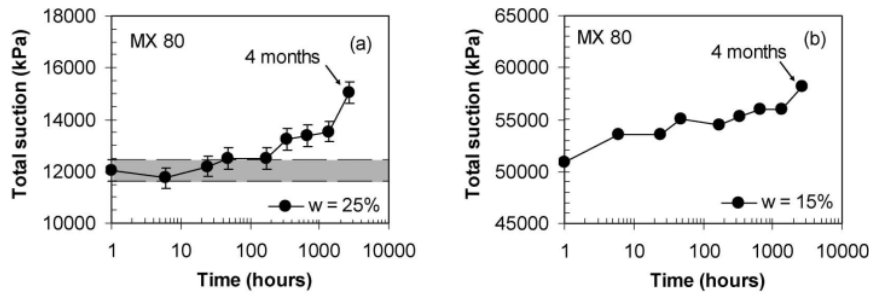 MX 80
(a)
4 months
18000
16000
14000
12000
10000
Total suction (kPa)
w = 25%
1
10
100
1000
10000
Time (hours)
MX 80
(b)
4 months
65000
60000
55000
50000
45000
Total suction (kPa)
w = 15%
1
10
100
1000
10000
Time (hours)